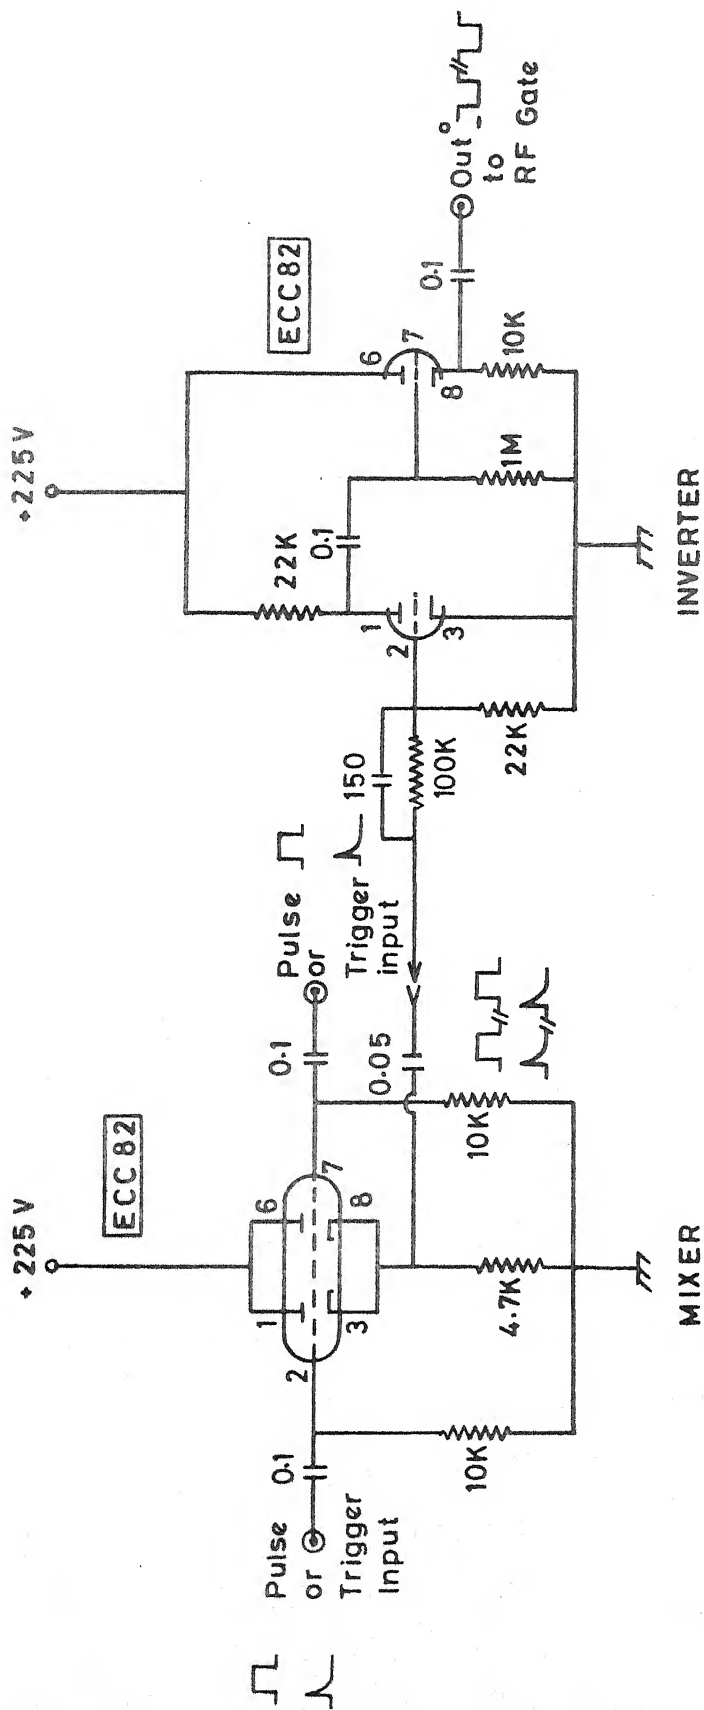 +225V
ECC82
1
6
2
7
3
8
Pulse
or
Trigger
Input
0.1
10K
4.7K
10K
0.1
Pulse
or
Trigger
input
0.05
MIXER
+225V
ECC82
22K
0.1
150
100K
22K
1
2
3
6
7
8
1M
10K
0.1
Out°
to
RF Gate
INVERTER